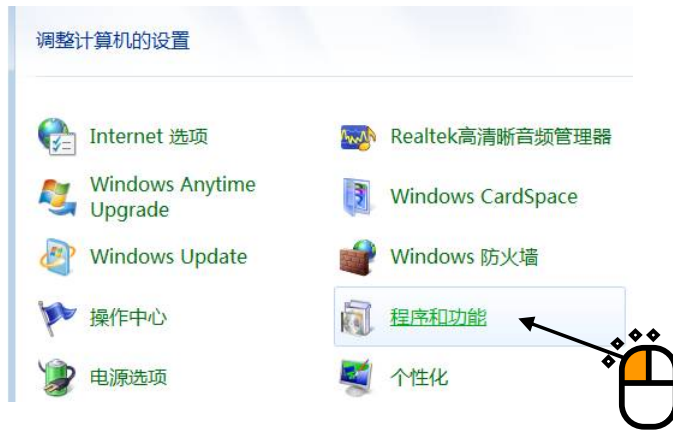 调整计算机的设置
Internet 选项
Realtek高清晰音频管理器
Windows Anytime
Upgrade
Windows CardSpace
Windows Update
Windows 防火墙
操作中心
程序和功能
电源选项
个性化